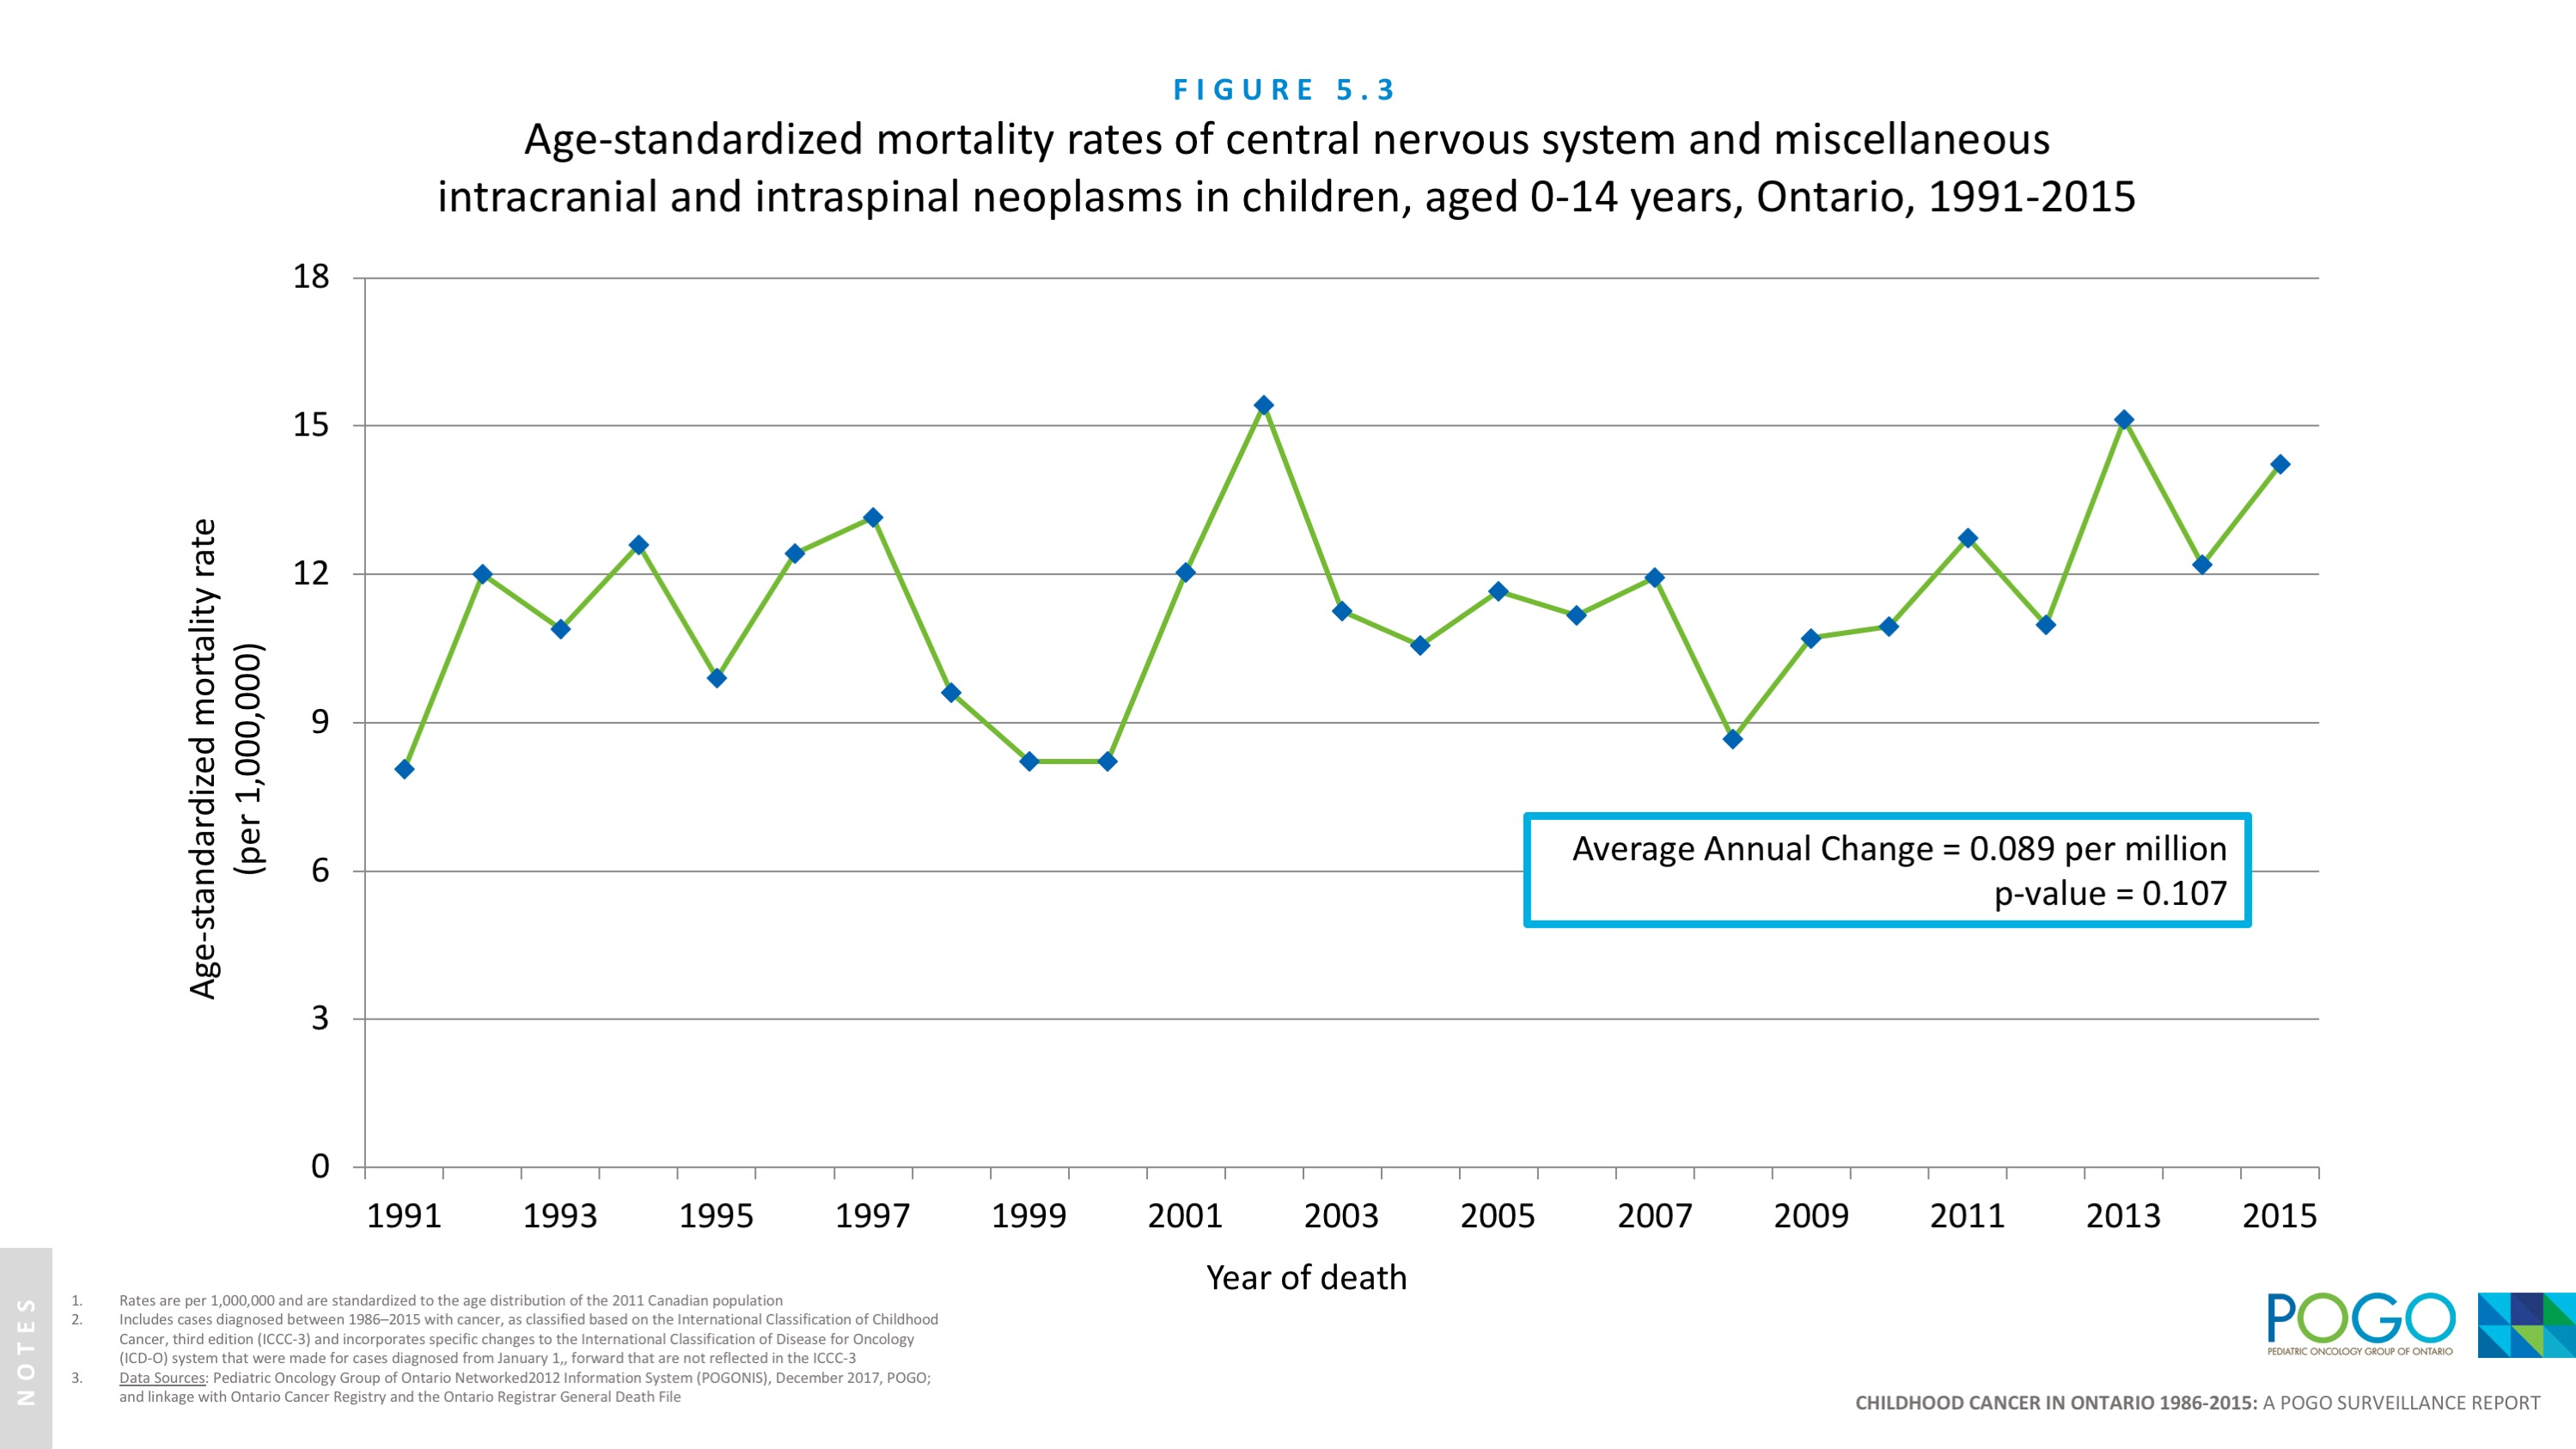 FIGURE 5.3
Age-standardized mortality rates of central nervous system and miscellaneous
intracranial and intraspinal neoplasms in children, aged 0-14 years, Ontario, 1991-2015
Age-standardized mortality rate
(per 1,000,000)
18
15
12
9
6
3
0
Average Annual Change = 0.089 per million
p-value = 0.107
1991 1993 1995 1997 1999 2001 2003 2005 2007 2009 2011 2013 2015
Year of death
NOTES
1. Rates are per 1,000,000 and are standardized to the age distribution of the 2011 Canadian population
2. Includes cases diagnosed between 1986–2015 with cancer, as classified based on the International Classification of Childhood
Cancer, third edition (ICCC-3) and incorporates specific changes to the International Classification of Disease for Oncology
(ICD-O) system that were made for cases diagnosed from January 1,, forward that are not reflected in the ICCC-3
3. Data Sources: Pediatric Oncology Group of Ontario Networked2012 Information System (POGONIS), December 2017, POGO;
and linkage with Ontario Cancer Registry and the Ontario Registrar General Death File
POGO
PEDIATRIC ONCOLOGY GROUP OF ONTARIO
CHILDHOOD CANCER IN ONTARIO 1986-2015: A POGO SURVEILLANCE REPORT